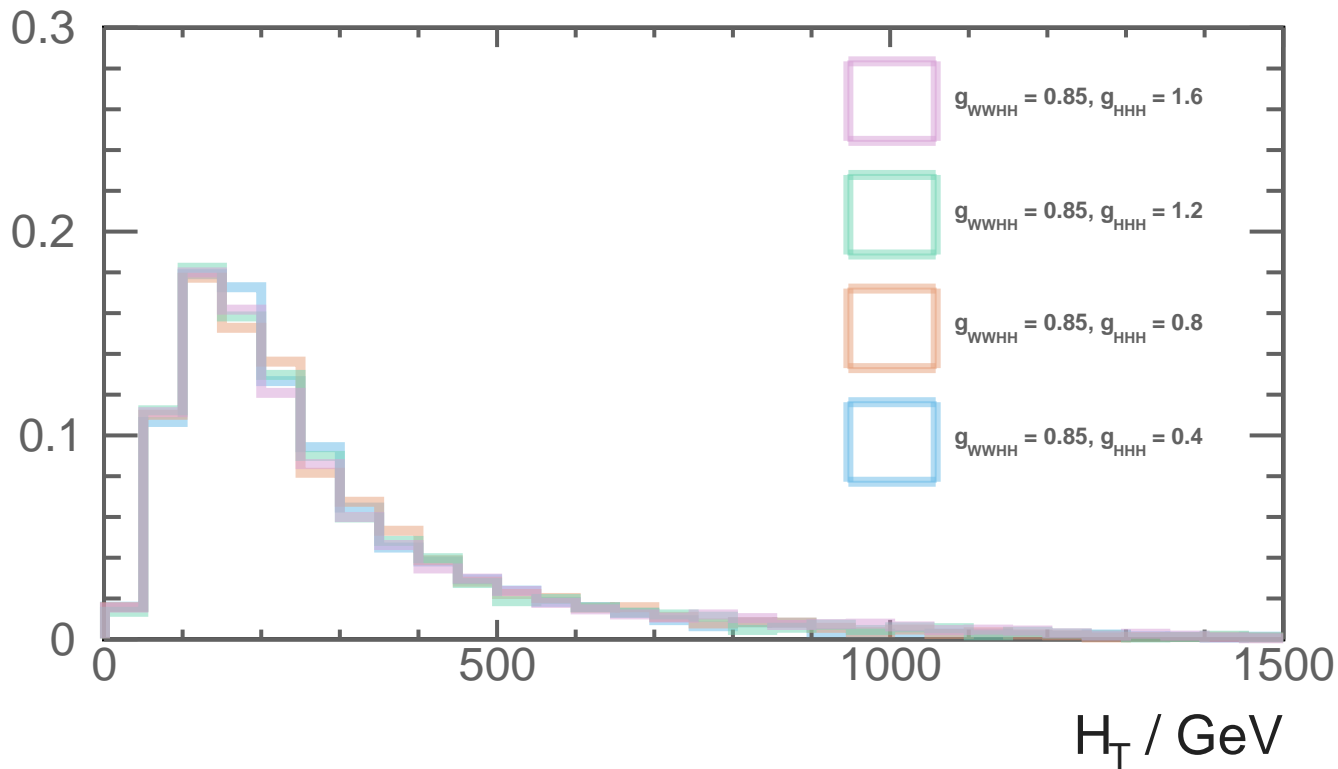 0.3
g_WWHH = 0.85, g_HHH = 1.6
0.2
g_WWHH = 0.85, g_HHH = 1.2
g_WWHH = 0.85, g_HHH = 0.8
0.1
g_WWHH = 0.85, g_HHH = 0.4
0
0 500 1000 1500
H_T / GeV